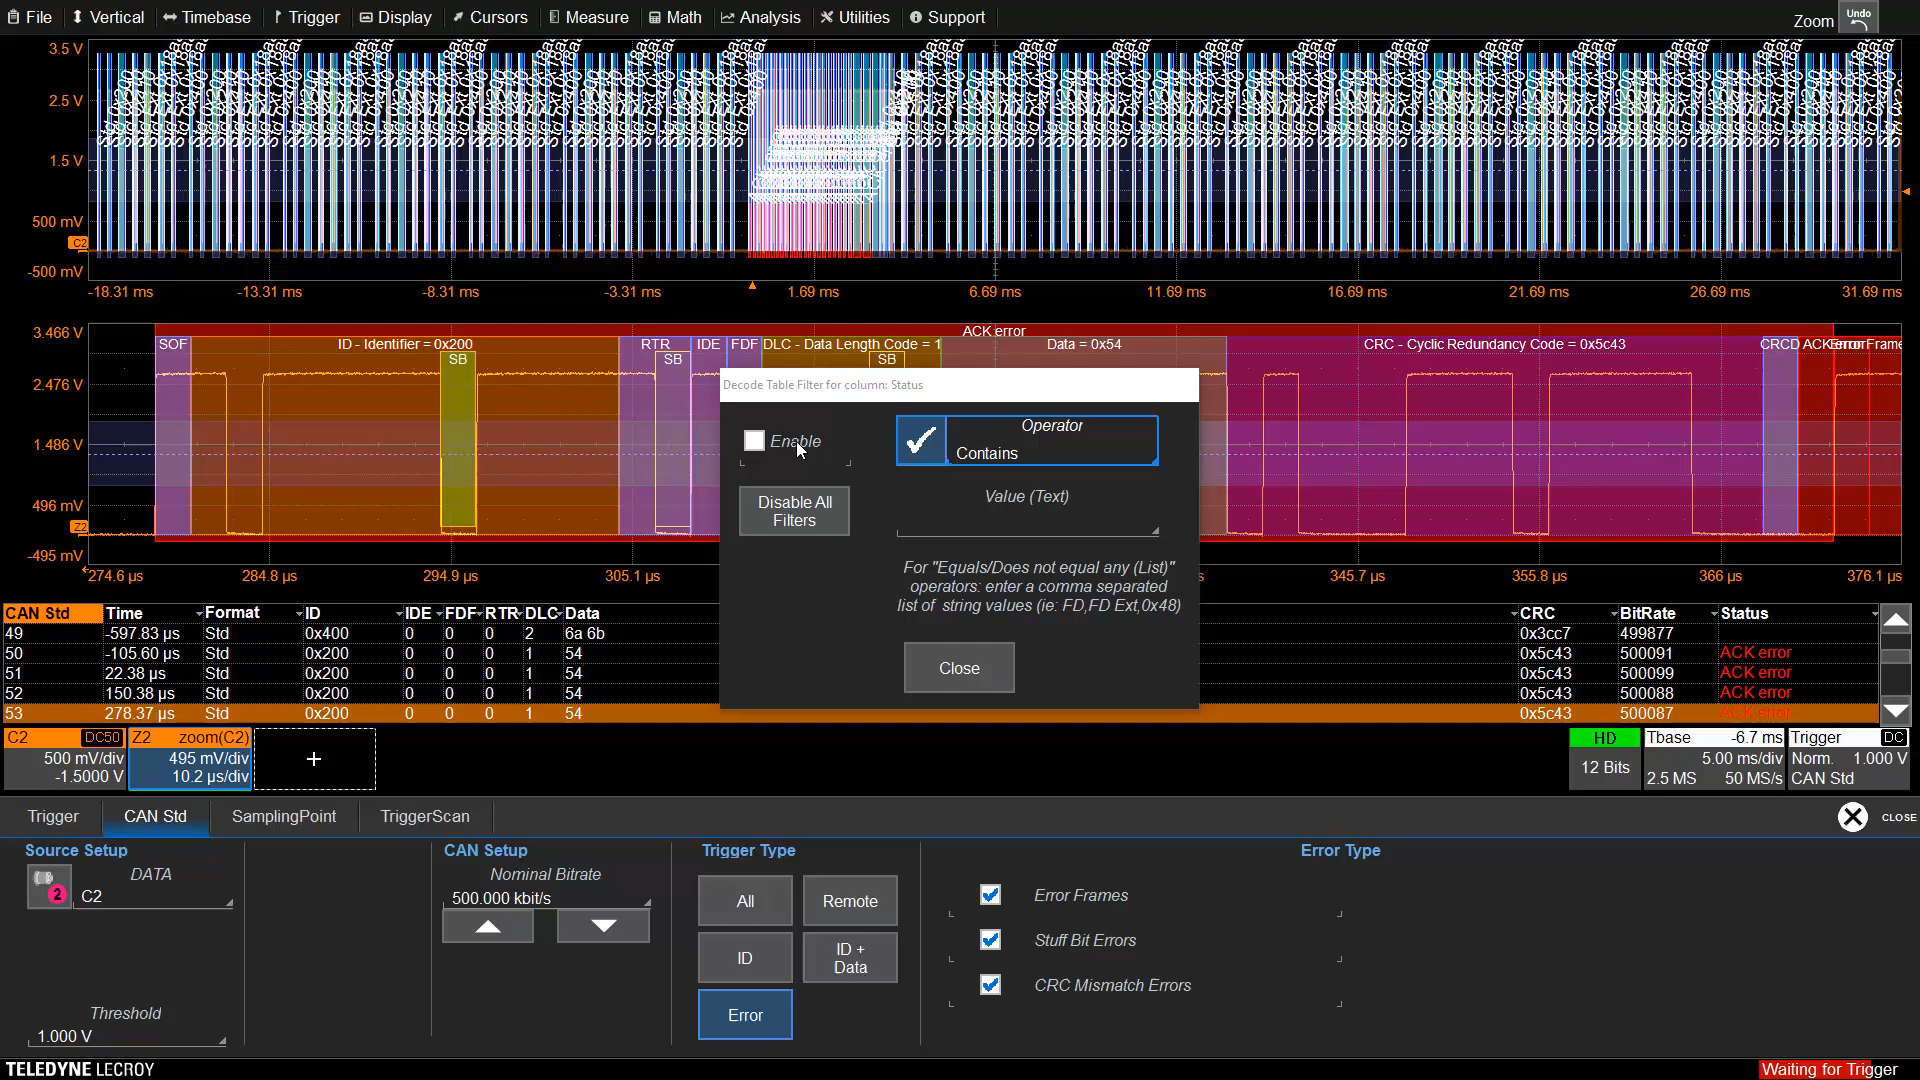 File Vertical Timebase Trigger Display Cursors Measure Math Analysis Utilities Support
Zoom Undo
3.5 V
2.5 V
1.5 V
500 mV
C2
-500 mV
-18.31 ms -13.31 ms -8.31 ms -3.31 ms 1.69 ms 6.69 ms 11.69 ms 16.69 ms 21.69 ms 26.69 ms 31.69 ms
3.466 V
2.476 V
1.486 V
496 mV
Z2
-495 mV
ACK error
SOF ID - Identifier = 0x200 RTR IDE FDF DLC - Data Length Code = 1 Data = 0x54 CRC - Cyclic Redundancy Code = 0x5c43 CRCD ACK Error Frame
SB SB SB
274.6 µs 284.8 µs 294.9 µs 305.1 µs 345.7 µs 355.8 µs 366 µs 376.1 µs
Decode Table Filter for column: Status
Enable
Operator
Contains
Disable All
Filters
Value (Text)
For "Equals/Does not equal any (List)"
operators: enter a comma separated
list of string values (ie: FD,FD Ext,0x48)
Close
CAN Std Time Format ID IDE FDF RTR DLC Data CRC BitRate Status
49 -597.83 µs Std 0x400 0 0 0 2 6a 6b 0x3cc7 499877
50 -105.60 µs Std 0x200 0 0 0 1 54 0x5c43 500091 ACK error
51 22.38 µs Std 0x200 0 0 0 1 54 0x5c43 500099 ACK error
52 150.38 µs Std 0x200 0 0 0 1 54 0x5c43 500088 ACK error
53 278.37 µs Std 0x200 0 0 0 1 54 0x5c43 500087 ACK error
C2 DC50
500 mV/div
-1.5000 V
Z2 zoom(C2)
495 mV/div
10.2 µs/div
+
HD
12 Bits
Tbase -6.7 ms
5.00 ms/div
2.5 MS 50 MS/s
Trigger DC
Norm. 1.000 V
CAN Std
Trigger CAN Std SamplingPoint TriggerScan
CLOSE
Source Setup
DATA
2 C2
Threshold
1.000 V
CAN Setup
Nominal Bitrate
500.000 kbit/s
Trigger Type
All Remote
ID ID +
Data
Error
Error Type
Error Frames
Stuff Bit Errors
CRC Mismatch Errors
TELEDYNE LECROY
Waiting for Trigger